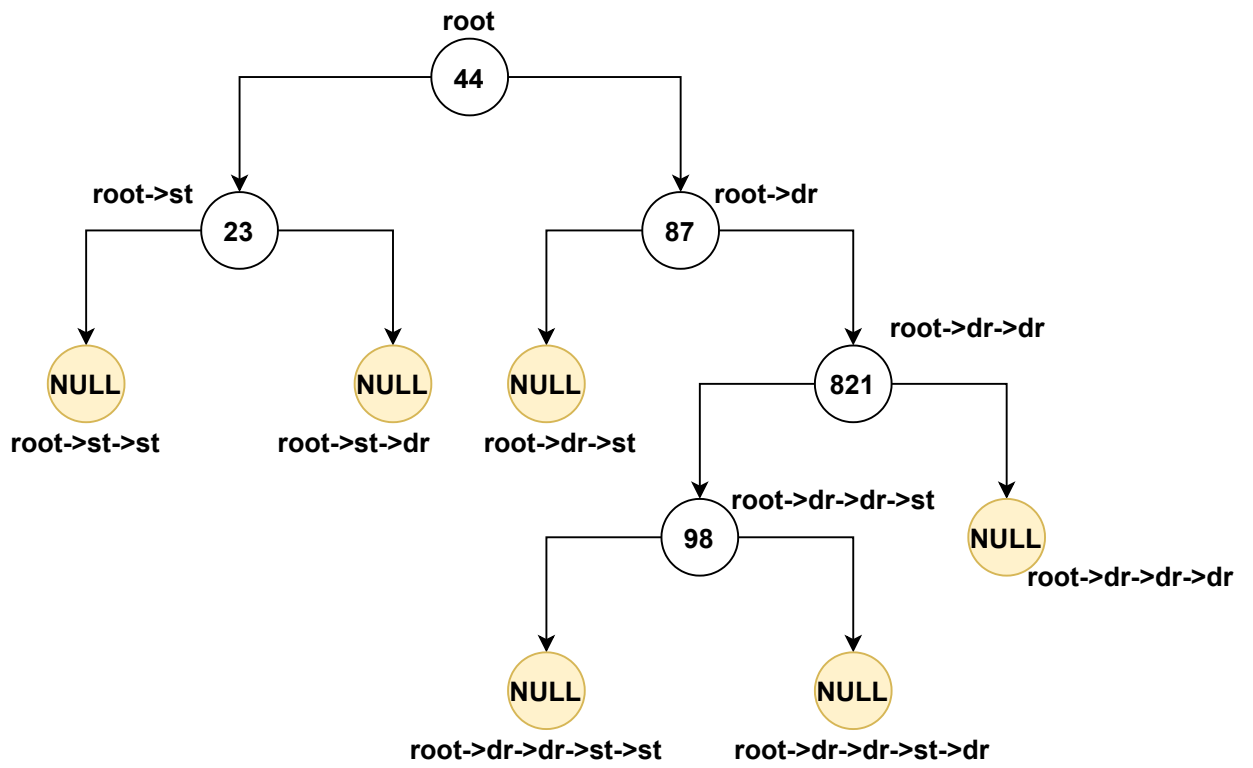 root
44
root->st
23
root->dr
87
root->dr->dr
NULL
root->st->st
NULL
root->st->dr
NULL
root->dr->st
821
root->dr->dr->st
98
NULL
root->dr->dr->dr
NULL
root->dr->dr->st->st
NULL
root->dr->dr->st->dr